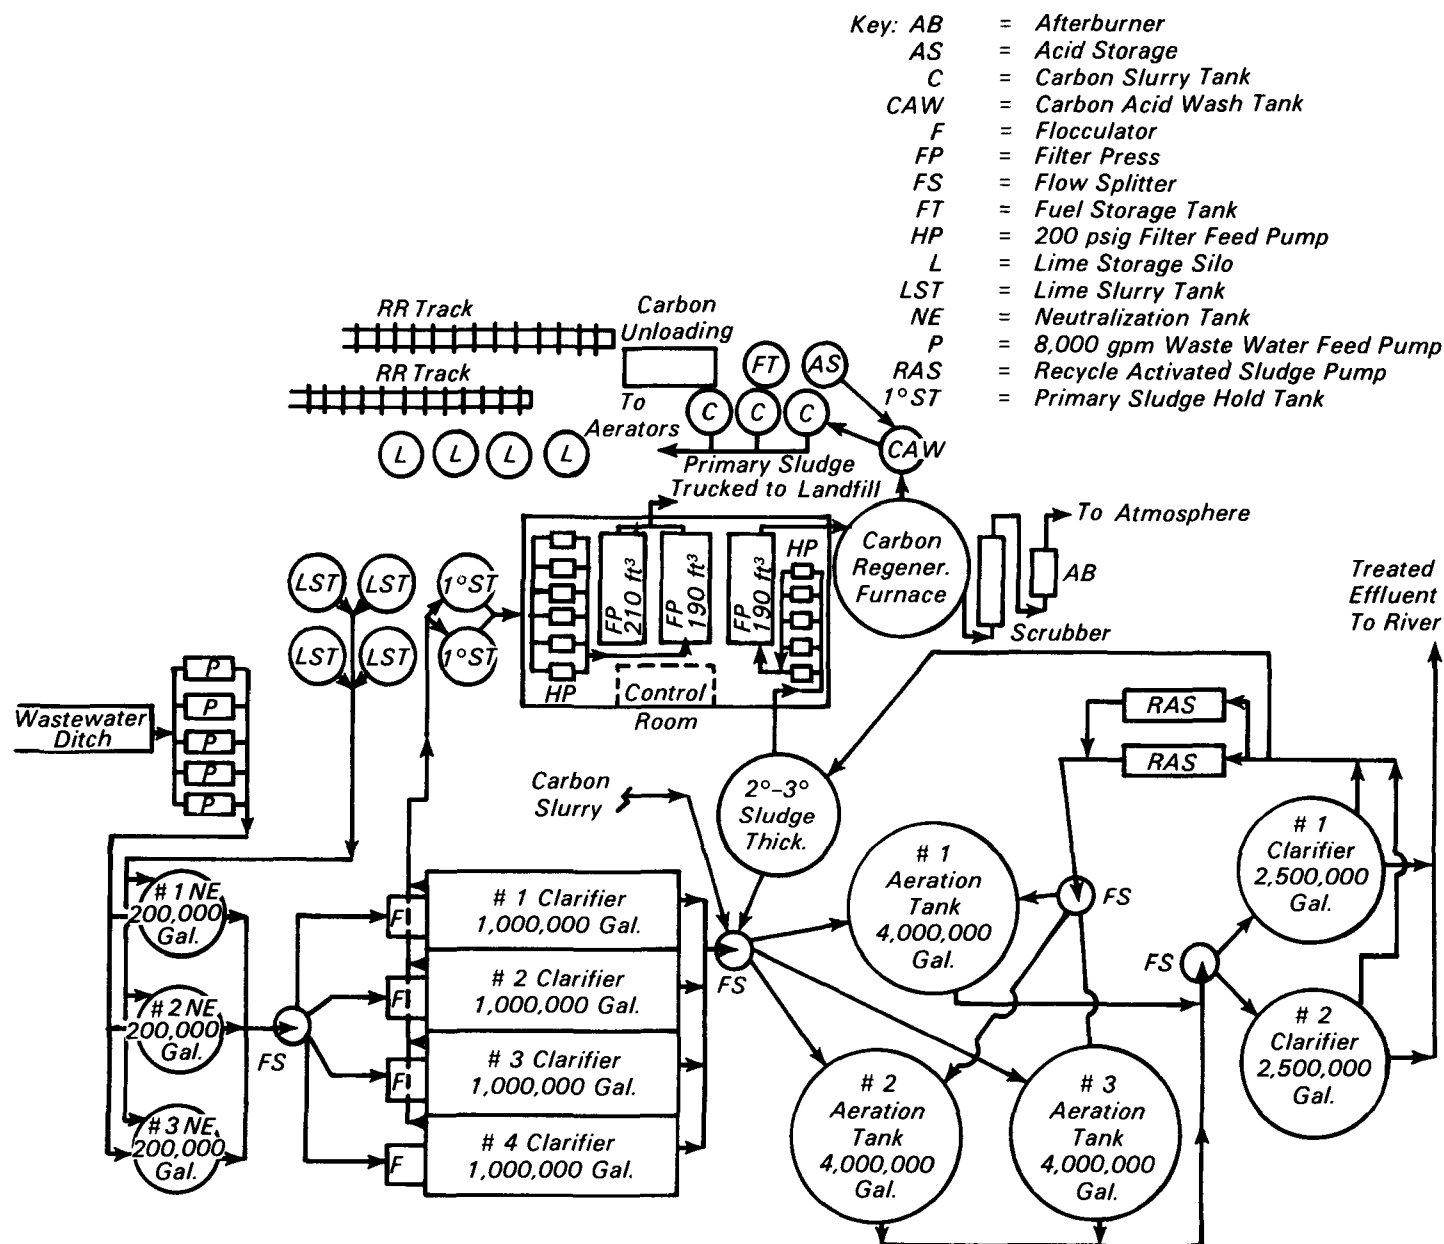 Key: AB = Afterburner
AS = Acid Storage
C = Carbon Slurry Tank
CAW = Carbon Acid Wash Tank
F = Flocculator
FP = Filter Press
FS = Flow Splitter
FT = Fuel Storage Tank
HP = 200 psig Filter Feed Pump
L = Lime Storage Silo
LST = Lime Slurry Tank
NE = Neutralization Tank
P = 8,000 gpm Waste Water Feed Pump
RAS = Recycle Activated Sludge Pump
1°ST = Primary Sludge Hold Tank
RR Track
RR Track
Carbon
Unloading
FT
AS
To
Aerators
C
C
C
CAW
L
L
L
L
Primary Sludge
Trucked to Landfill
LST
LST
LST
LST
1°ST
1°ST
HP
FP
210 ft³
FP
190 ft³
FP
190 ft³
HP
Control
Room
Carbon
Regener.
Furnace
Scrubber
AB
To Atmosphere
Treated
Effluent
To River
Wastewater
Ditch
P
P
P
P
P
Carbon
Slurry
2°-3°
Sludge
Thick.
RAS
RAS
# 1 NE
200,000
Gal.
#2 NE
200,000
Gal.
#3 NE
200,000
Gal.
FS
F
F
F
F
# 1 Clarifier
1,000,000 Gal.
# 2 Clarifier
1,000,000 Gal.
# 3 Clarifier
1,000,000 Gal.
# 4 Clarifier
1,000,000 Gal.
FS
# 1
Aeration
Tank
4,000,000
Gal.
# 2
Aeration
Tank
4,000,000
Gal.
# 3
Aeration
Tank
4,000,000
Gal.
FS
FS
# 1
Clarifier
2,500,000
Gal.
# 2
Clarifier
2,500,000
Gal.